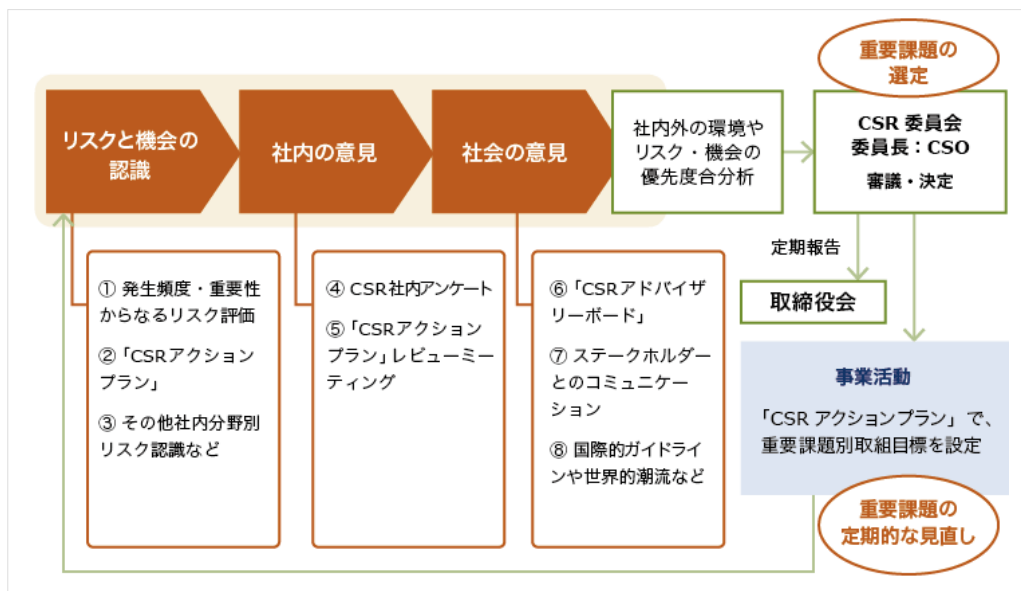 重要課題の
選定
リスクと機会の
認識
社内の意見
社会の意見
社内外の環境や
リスク・機会の
優先度合分析
CSR 委員会
委員長：CSO
審議・決定
定期報告
取締役会
① 発生頻度・重要性
からなるリスク評価
②「CSRアクション
プラン」
③ その他社内分野別
リスク認識など
④ CSR社内アンケート
⑤「CSRアクション
プラン」レビューミー
ティング
⑥「CSRアドバイザ
リーボード」
⑦ ステークホルダー
とのコミュニケー
ション
⑧ 国際的ガイドライ
ンや世界的潮流など
事業活動
「CSR アクションプラン」で、
重要課題別取組目標を設定
重要課題の
定期的な見直し